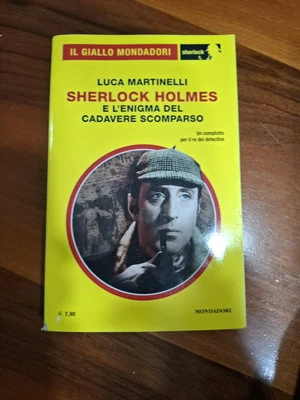 IL GIALLO MONDADORI
sherlock
LUCA MARTINELLI
SHERLOCK HOLMES
E L'ENIGMA DEL
CADAVERE SCOMPARSO
Un complotto
per il re dei detective
€ 7,90
MONDADORI